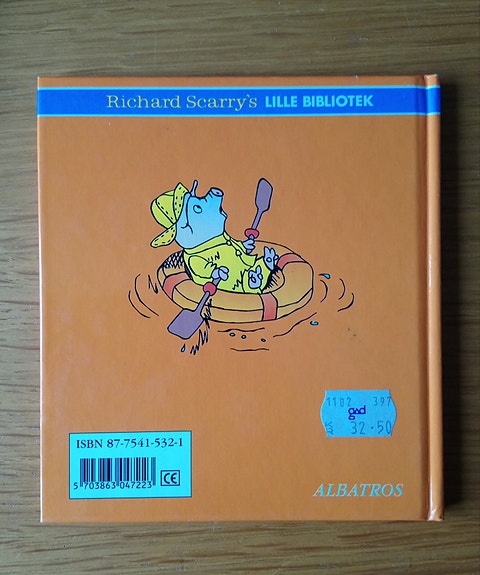 Richard Scarry's LILLE BIBLIOTEK
1102 397
gad
32.50
ISBN 87-7541-532-1
5 703863 047223
CE
ALBATROS